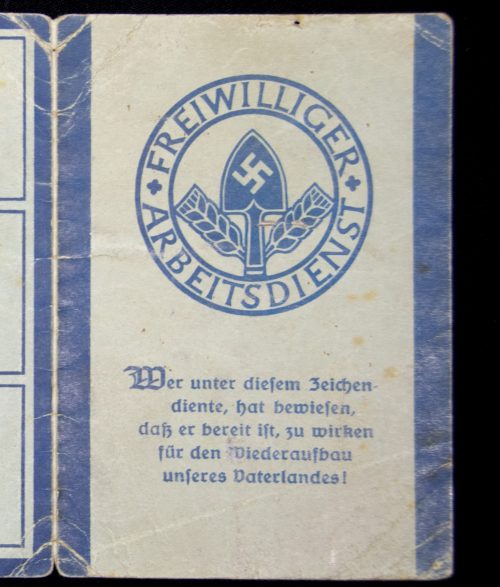 FREIWILLIGER
ARBEITSDIENST
Wer unter diesem Zeichen-
diente, hat bewiesen,
daß er bereit ist, zu wirken
für den Wiederaufbau
unseres Vaterlandes!